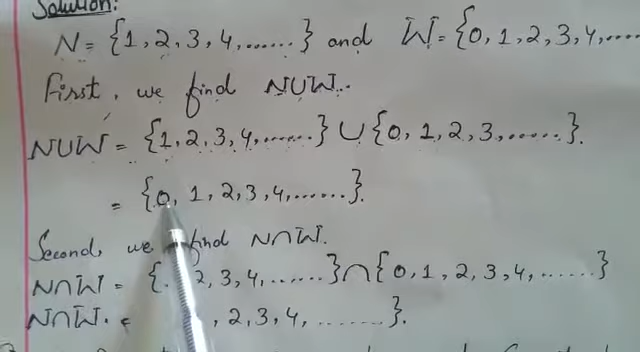 Solution:
N = {1, 2, 3, 4, ......} and W = {0, 1, 2, 3, 4, ....
First, we find NUW..
NUW = {1, 2, 3, 4, ......} U {0, 1, 2, 3, ......}.
= {0, 1, 2, 3, 4, ......}.
Second, we find N∩W.
N∩W = { 2, 3, 4, ......} ∩ {0, 1, 2, 3, 4, ......}
N∩W. = , 2, 3, 4, ......}.